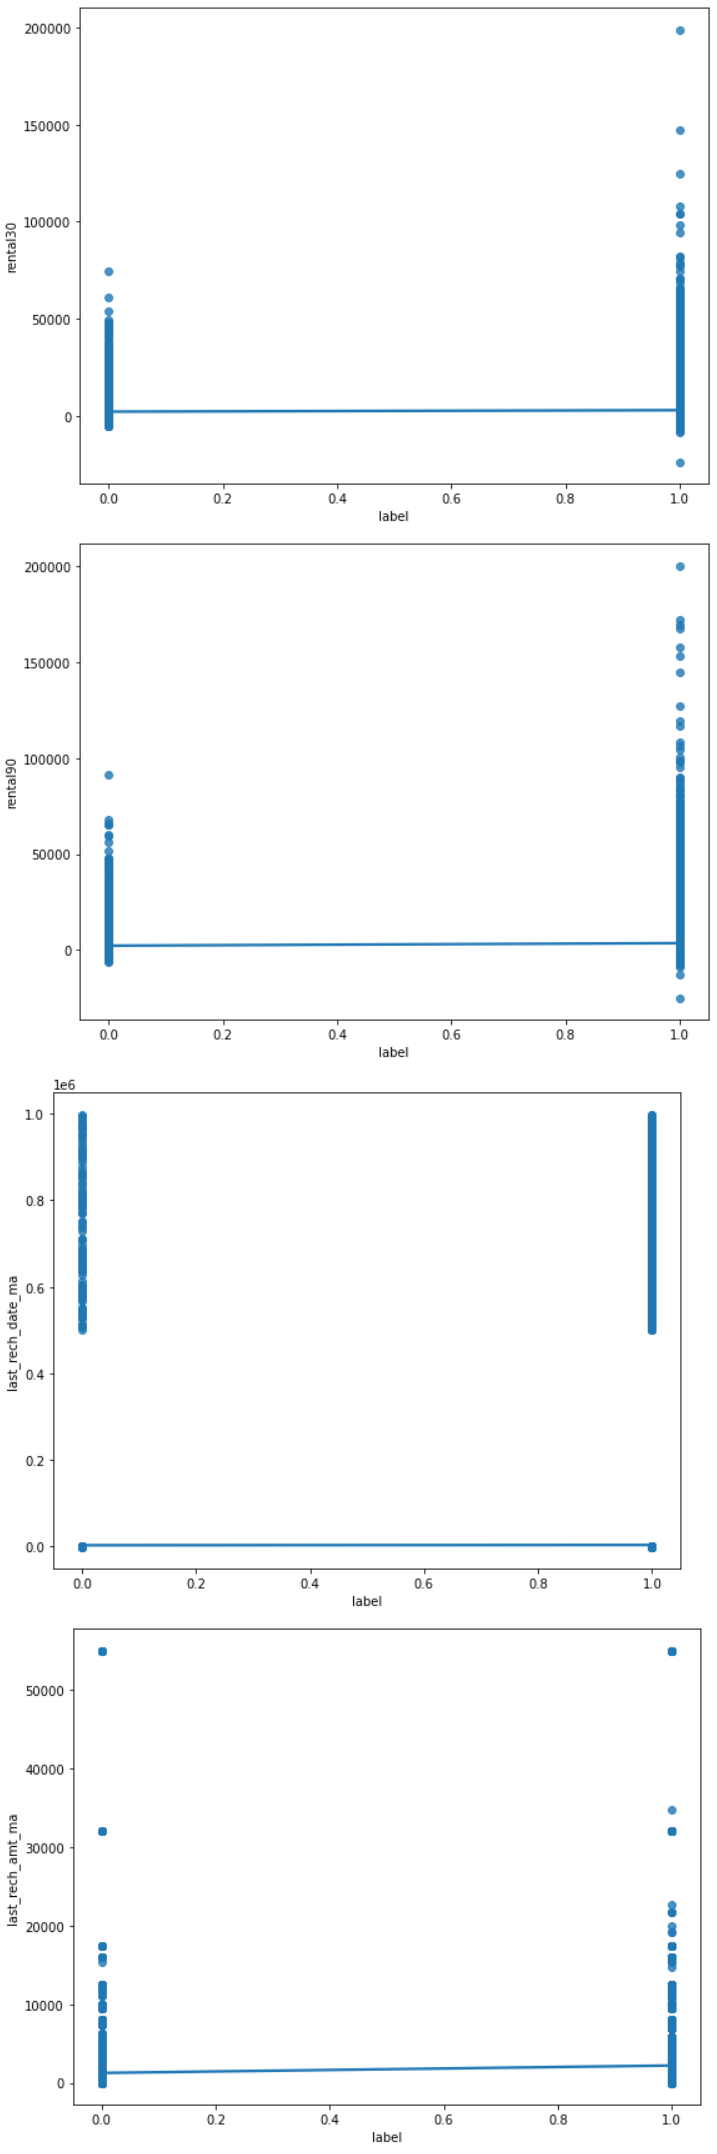 200000
150000
100000
50000
0
rental30
0.0 0.2 0.4 0.6 0.8 1.0
label
200000
150000
100000
50000
0
rental90
0.0 0.2 0.4 0.6 0.8 1.0
label
1e6
1.0
0.8
0.6
0.4
0.2
0.0
last_rech_date_ma
0.0 0.2 0.4 0.6 0.8 1.0
label
50000
40000
30000
20000
10000
0
last_rech_amt_ma
0.0 0.2 0.4 0.6 0.8 1.0
label